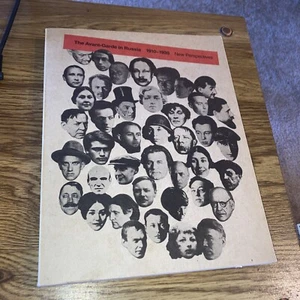 The Avant-Garde in Russia 1910-1930 New Perspectives